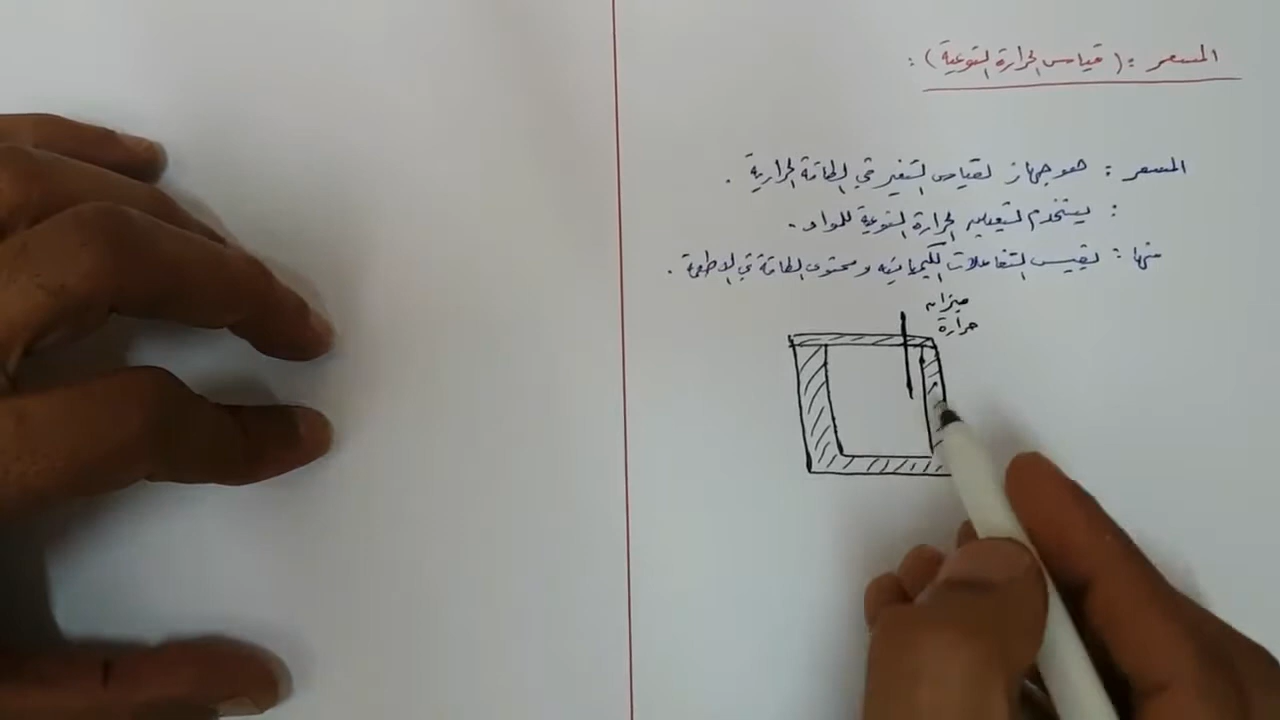 المسعر : ( قياس الحرارة النوعية ) :
المسعر : هو جهاز لقياس التغير في الطاقة الحرارية .
: يستخدم لتعيين الحرارة النوعية للمواد .
منها : لقيس التفاعلات الكيميائية ومحتوى الطاقة في الاطعمة .
ميزان
حرارة